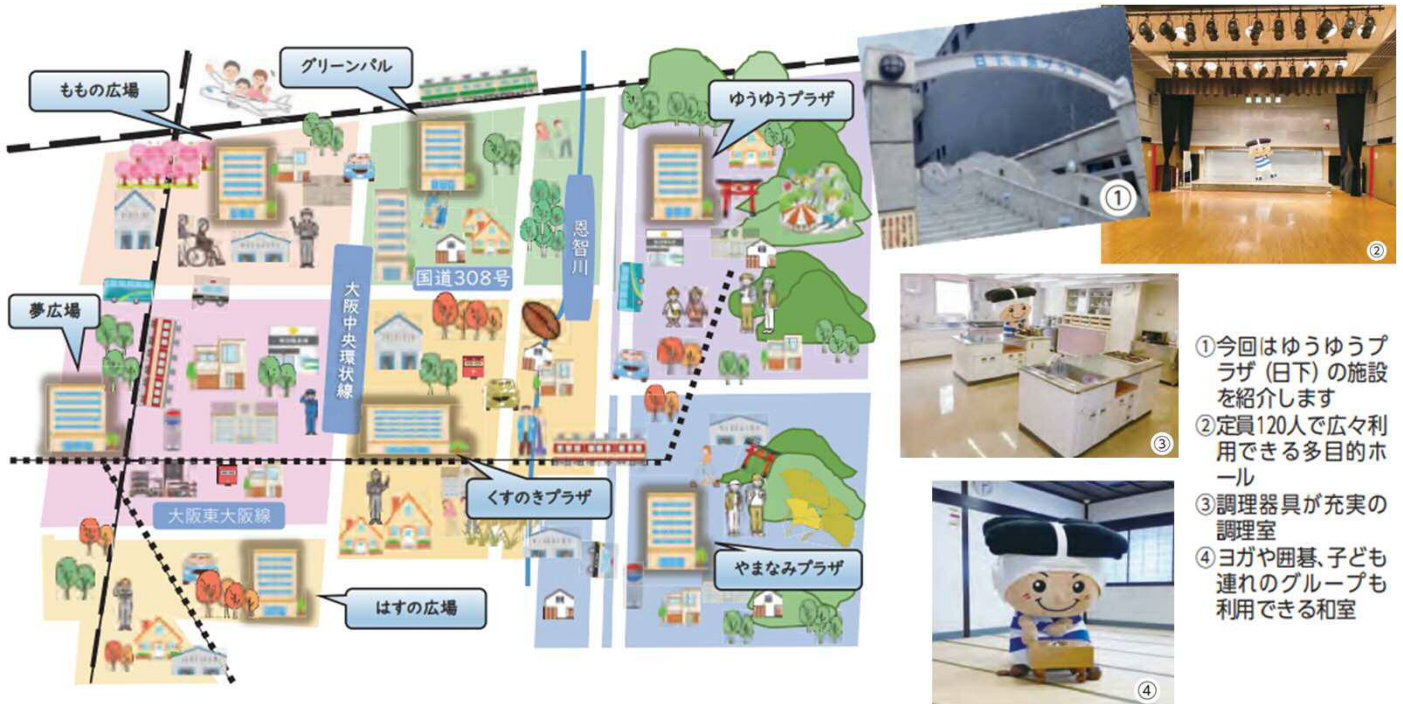 ももの広場
グリーンパル
ゆうゆうプラザ
恩智川
国道308号
大阪中央環状線
夢広場
くすのきプラザ
大阪東大阪線
やまなみプラザ
はすの広場
①
②
③
④
①今回はゆうゆうプ
ラザ（日下）の施設
を紹介します
②定員120人で広々利
用できる多目的ホ
ール
③調理器具が充実の
調理室
④ヨガや囲碁、子ども
連れのグループも
利用できる和室